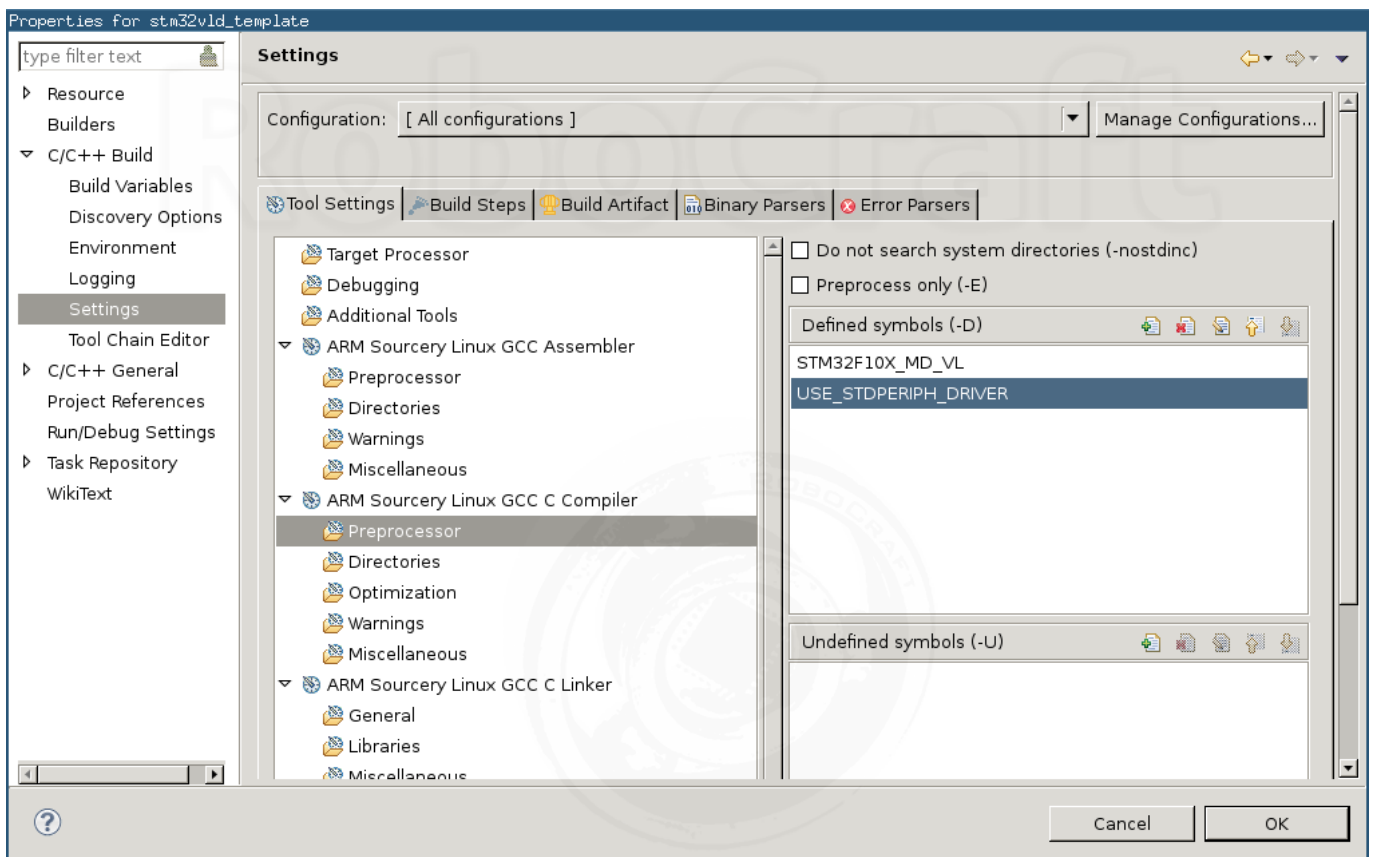 Properties for stm32vld_template
type filter text
Resource
Builders
C/C++ Build
Build Variables
Discovery Options
Environment
Logging
Settings
Tool Chain Editor
C/C++ General
Project References
Run/Debug Settings
Task Repository
WikiText
Settings
Configuration: [ All configurations ] Manage Configurations...
Tool Settings Build Steps Build Artifact Binary Parsers Error Parsers
Target Processor
Debugging
Additional Tools
ARM Sourcery Linux GCC Assembler
Preprocessor
Directories
Warnings
Miscellaneous
ARM Sourcery Linux GCC C Compiler
Preprocessor
Directories
Optimization
Warnings
Miscellaneous
ARM Sourcery Linux GCC C Linker
General
Libraries
Miscellaneous
Do not search system directories (-nostdinc)
Preprocess only (-E)
Defined symbols (-D)
STM32F10X_MD_VL
USE_STDPERIPH_DRIVER
Undefined symbols (-U)
Cancel OK
RoboCraft